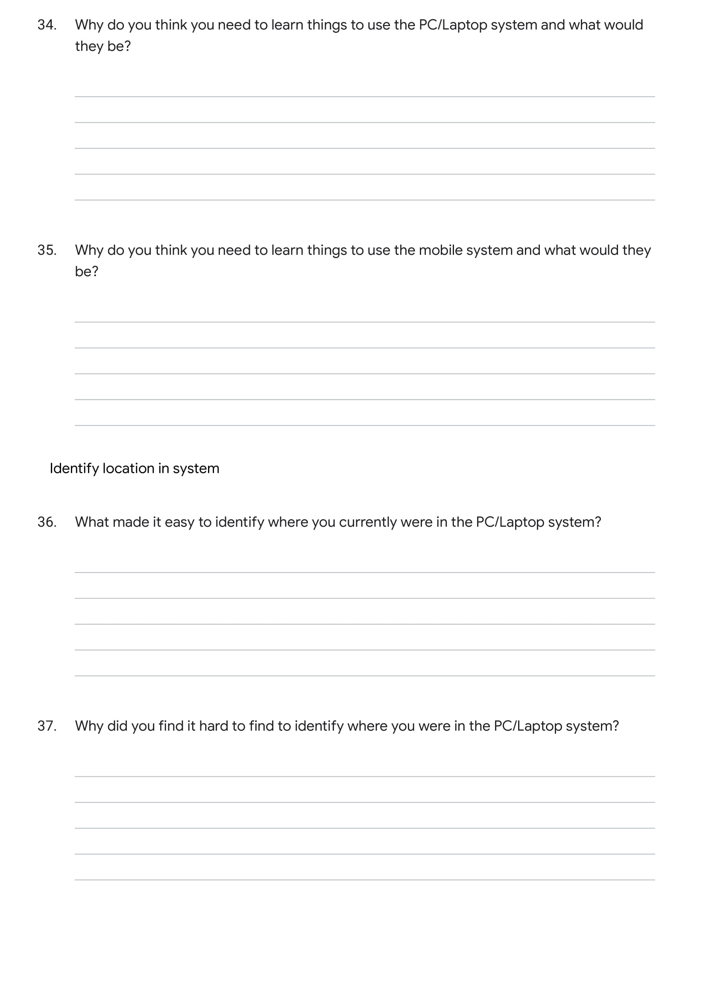 34. Why do you think you need to learn things to use the PC/Laptop system and what would
they be?
35. Why do you think you need to learn things to use the mobile system and what would they
be?
Identify location in system
36. What made it easy to identify where you currently were in the PC/Laptop system?
37. Why did you find it hard to find to identify where you were in the PC/Laptop system?